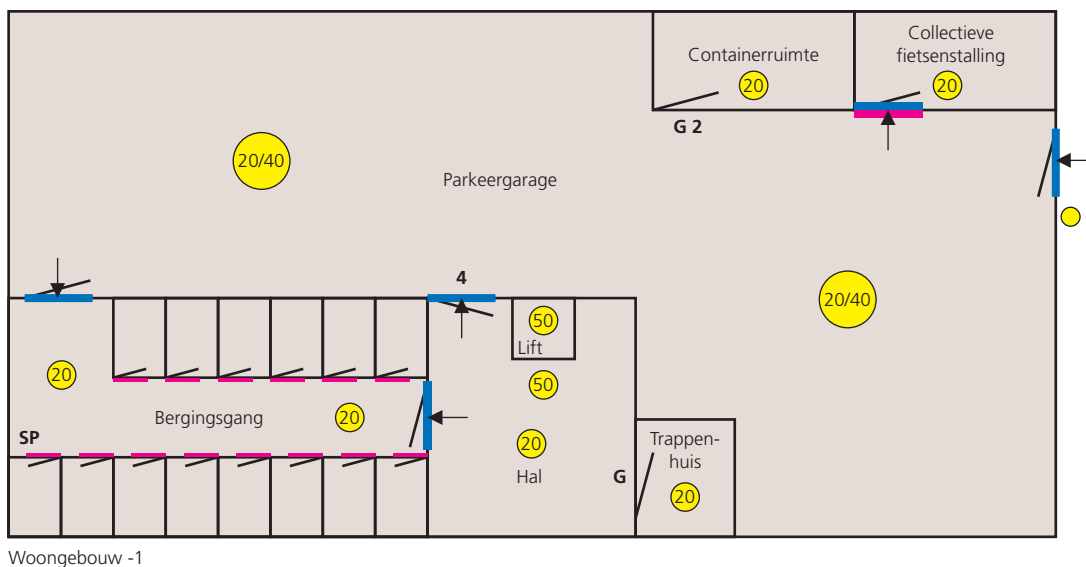 Collectieve
fietsenstalling
Containerruimte
20
20
G 2
20/40
Parkeergarage
4
20/40
50
Lift
20
50
Bergingsgang
20
SP
20
Hal
G
Trappen-
huis
20
Woongebouw -1